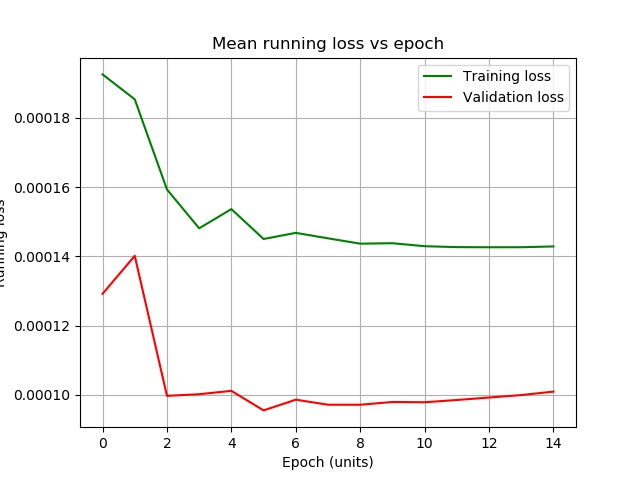 Mean running loss vs epoch
Training loss
Validation loss
0.00018
0.00016
0.00014
0.00012
0.00010
Running loss
0 2 4 6 8 10 12 14
Epoch (units)